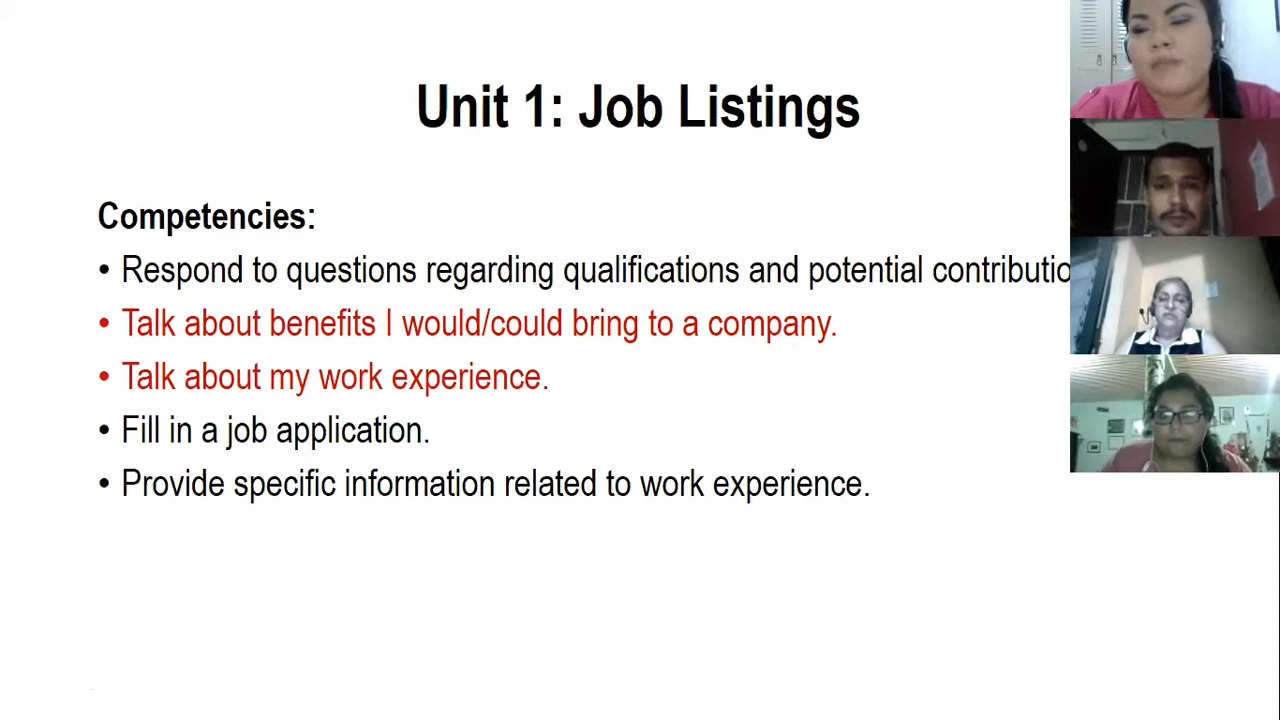 Unit 1: Job Listings
Competencies:
• Respond to questions regarding qualifications and potential
• Talk about benefits I would/could bring to a company.
• Talk about my work experience.
• Fill in a job application.
• Provide specific information related to work experience.